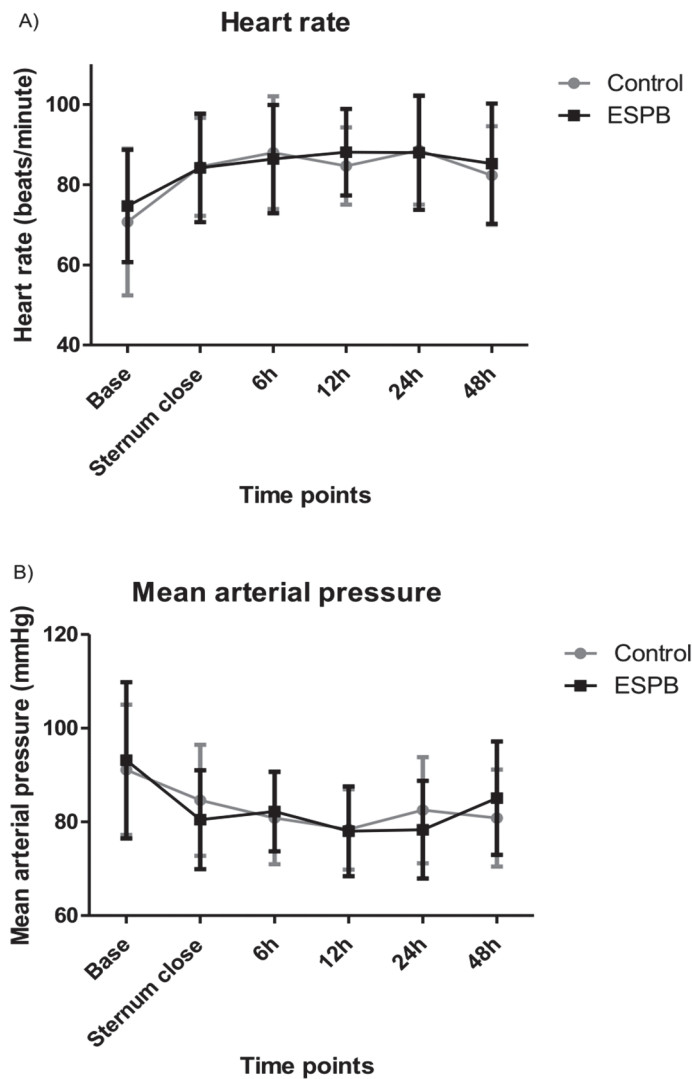 A)
Heart rate
Heart rate (beats/minute)
100
80
60
40
Control
ESPB
Base
Sternum close
6h
12h
24h
48h
Time points
B)
Mean arterial pressure
Mean arterial pressure (mmHg)
120
100
80
60
Control
ESPB
Base
Sternum close
6h
12h
24h
48h
Time points